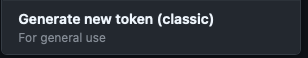 Generate new token (classic)
For general use